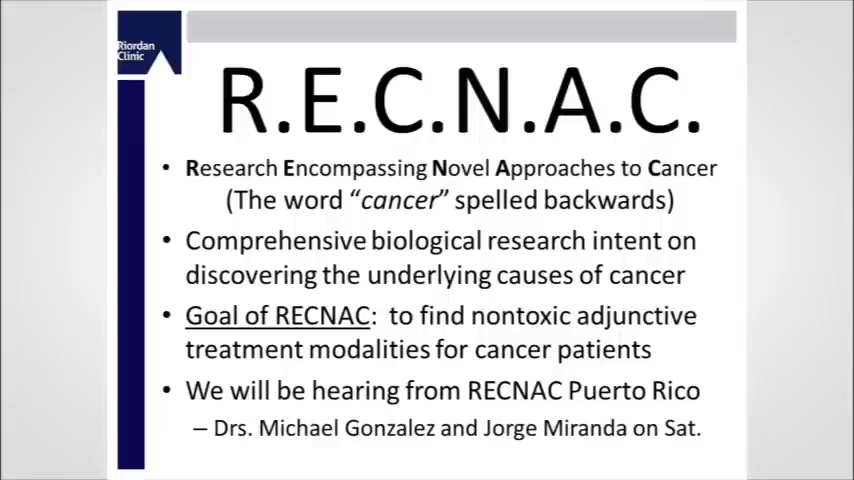 Riordan
Clinic
R.E.C.N.A.C.
• Research Encompassing Novel Approaches to Cancer
(The word “cancer” spelled backwards)
• Comprehensive biological research intent on
discovering the underlying causes of cancer
• Goal of RECNAC: to find nontoxic adjunctive
treatment modalities for cancer patients
• We will be hearing from RECNAC Puerto Rico
– Drs. Michael Gonzalez and Jorge Miranda on Sat.